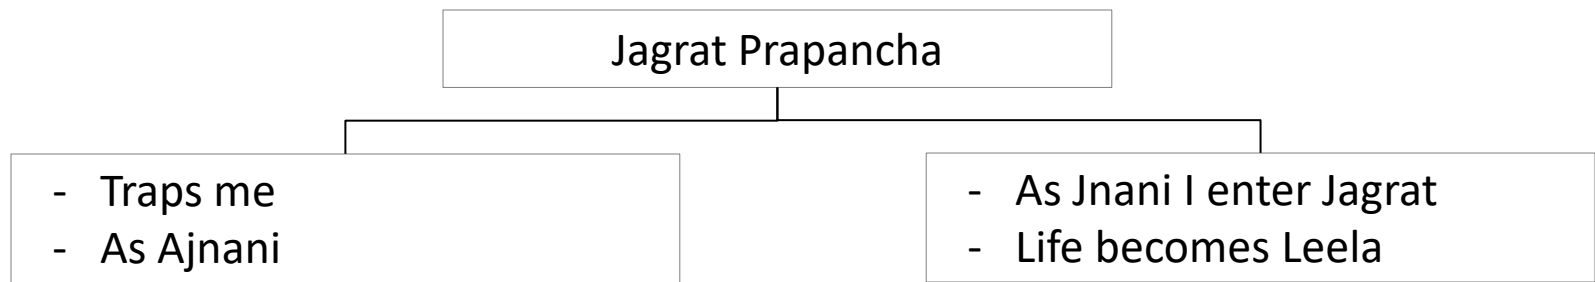 Jagrat Prapancha
- Traps me
- As Ajnani
- As Jnani I enter Jagrat
- Life becomes Leela